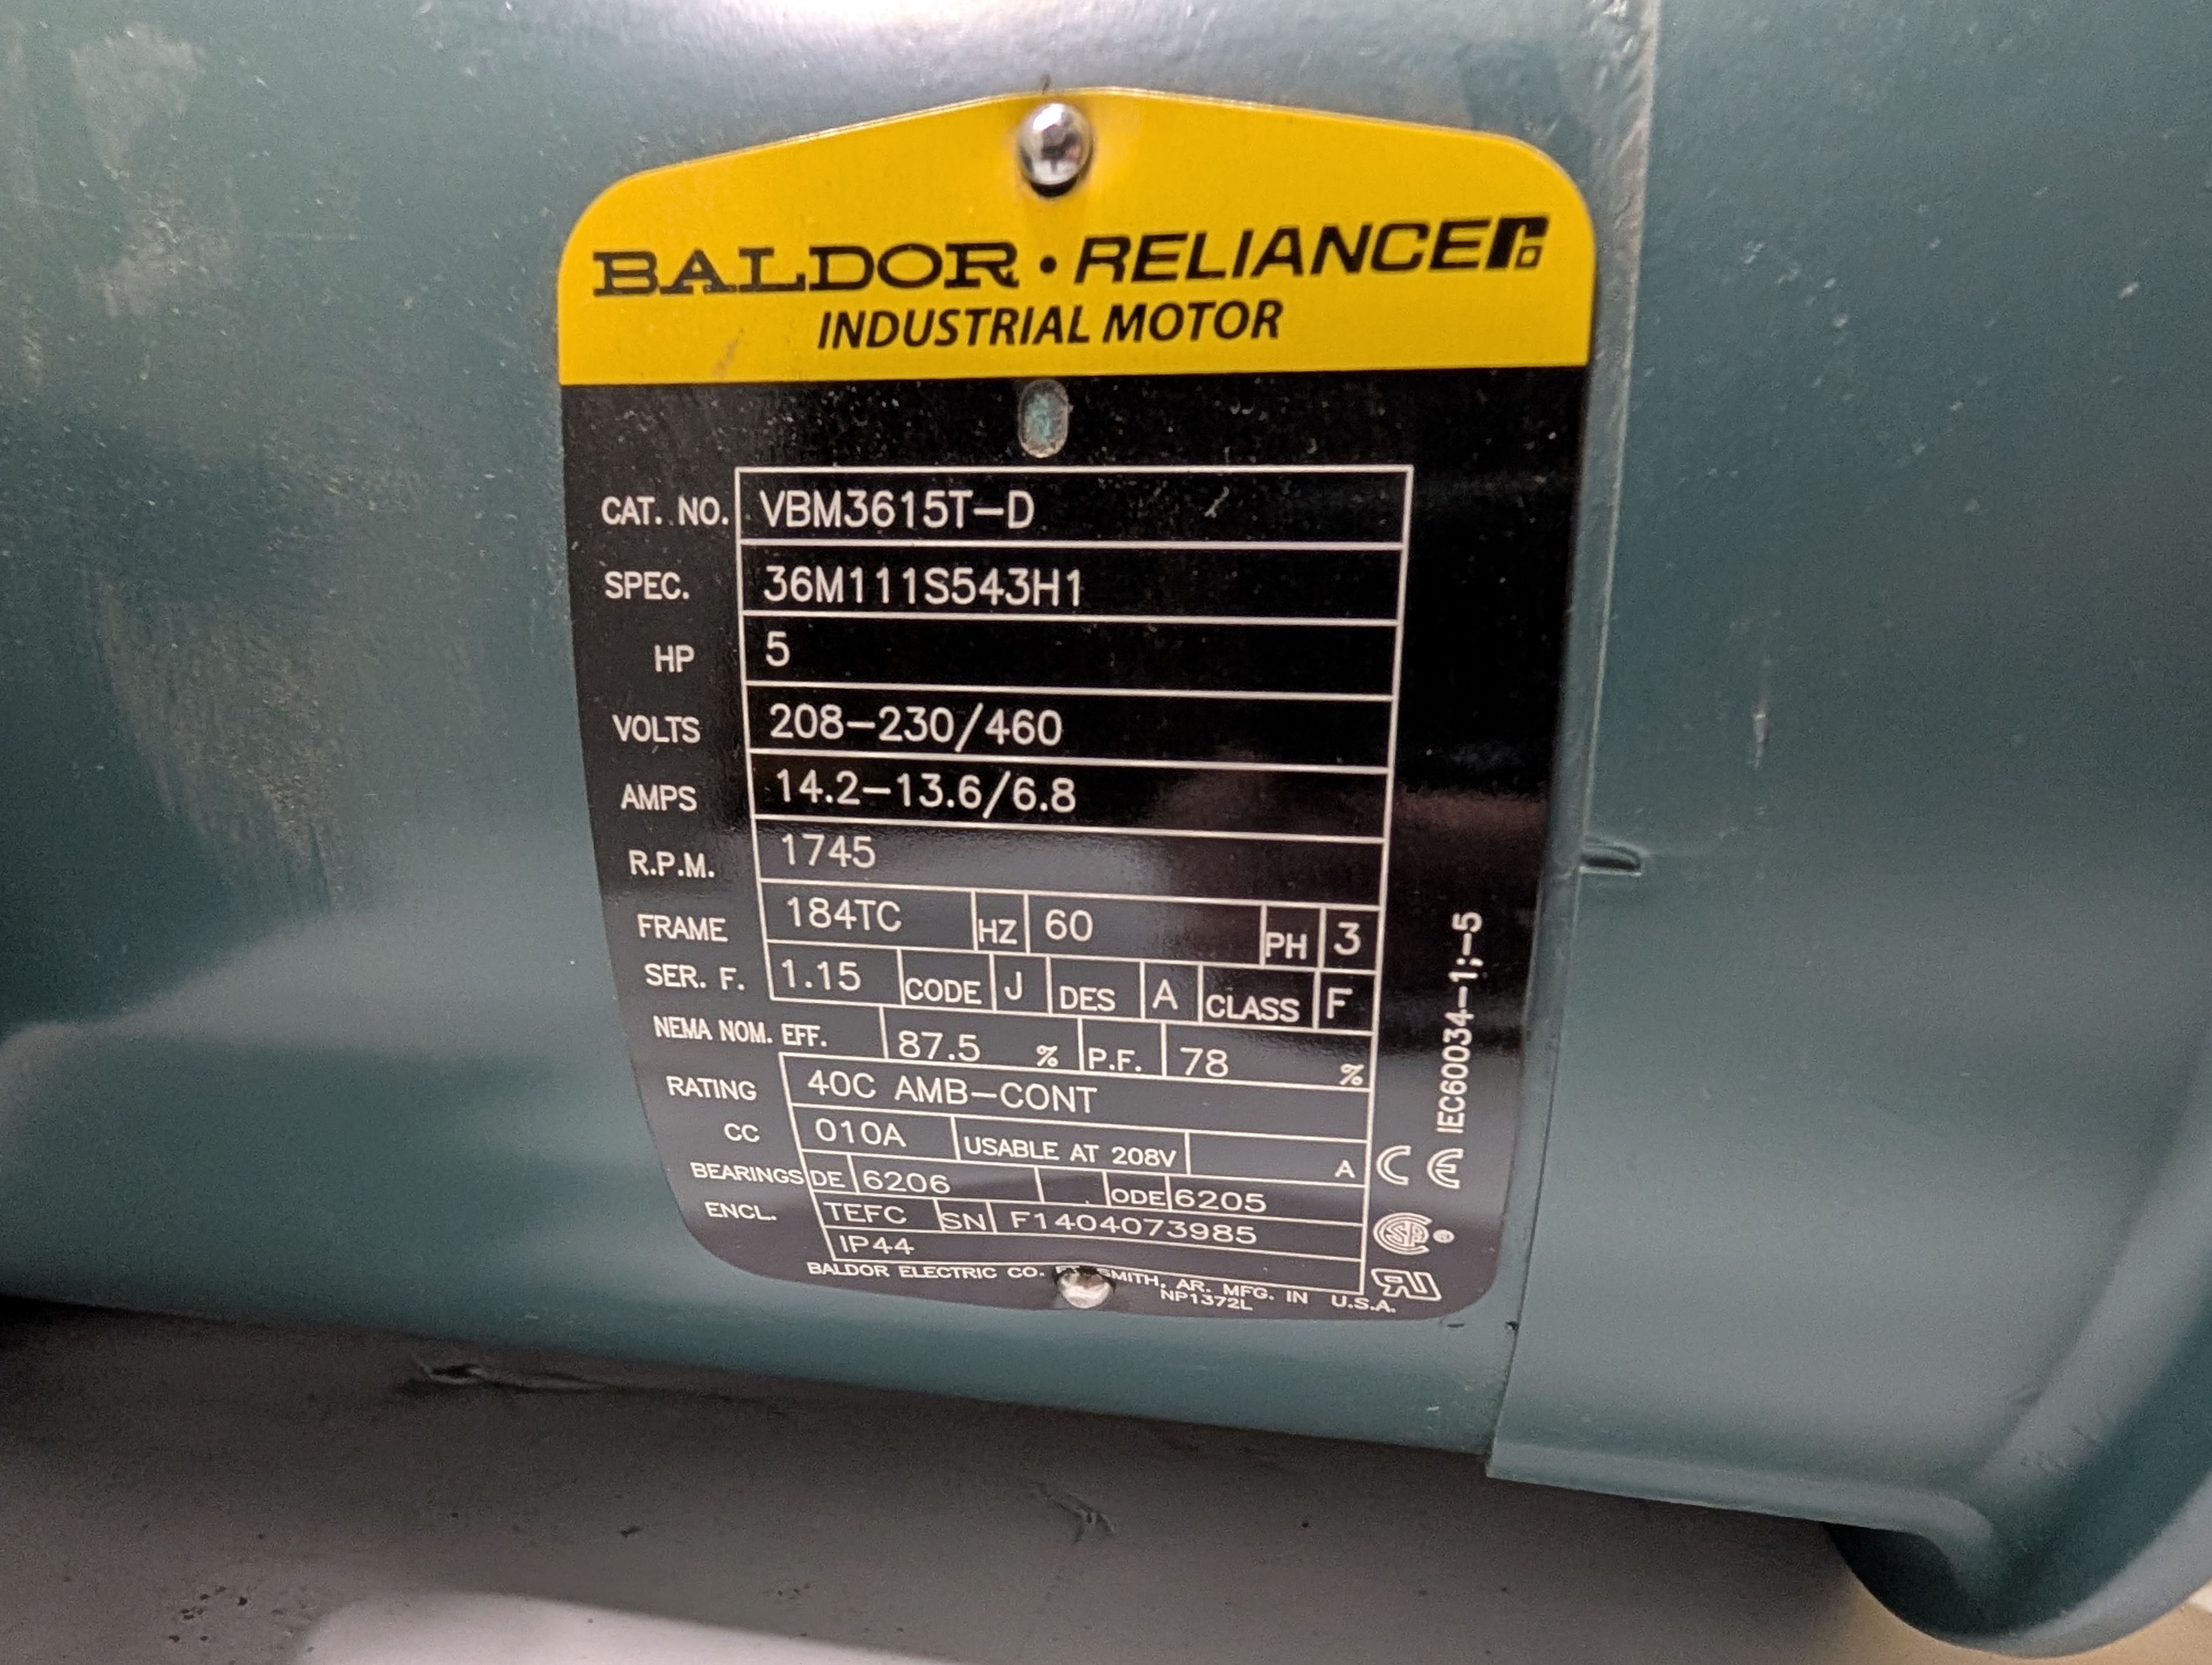 BALDOR • RELIANCE
INDUSTRIAL MOTOR
CAT. NO. VBM3615T-D
SPEC. 36M111S543H1
HP 5
VOLTS 208-230/460
AMPS 14.2-13.6/6.8
R.P.M. 1745
FRAME 184TC HZ 60 PH 3
SER. F. 1.15 CODE J DES A CLASS F
NEMA NOM. EFF. 87.5 % P.F. 78 %
RATING 40C AMB-CONT
CC 010A USABLE AT 208V A
BEARINGS DE 6206 ODE 6205
ENCL. TEFC SN F1404073985
IP44
BALDOR ELECTRIC CO. SMITH, AR. MFG. IN U.S.A.
NP1372L
IEC60034-1;-5
CE
SP ®
RU